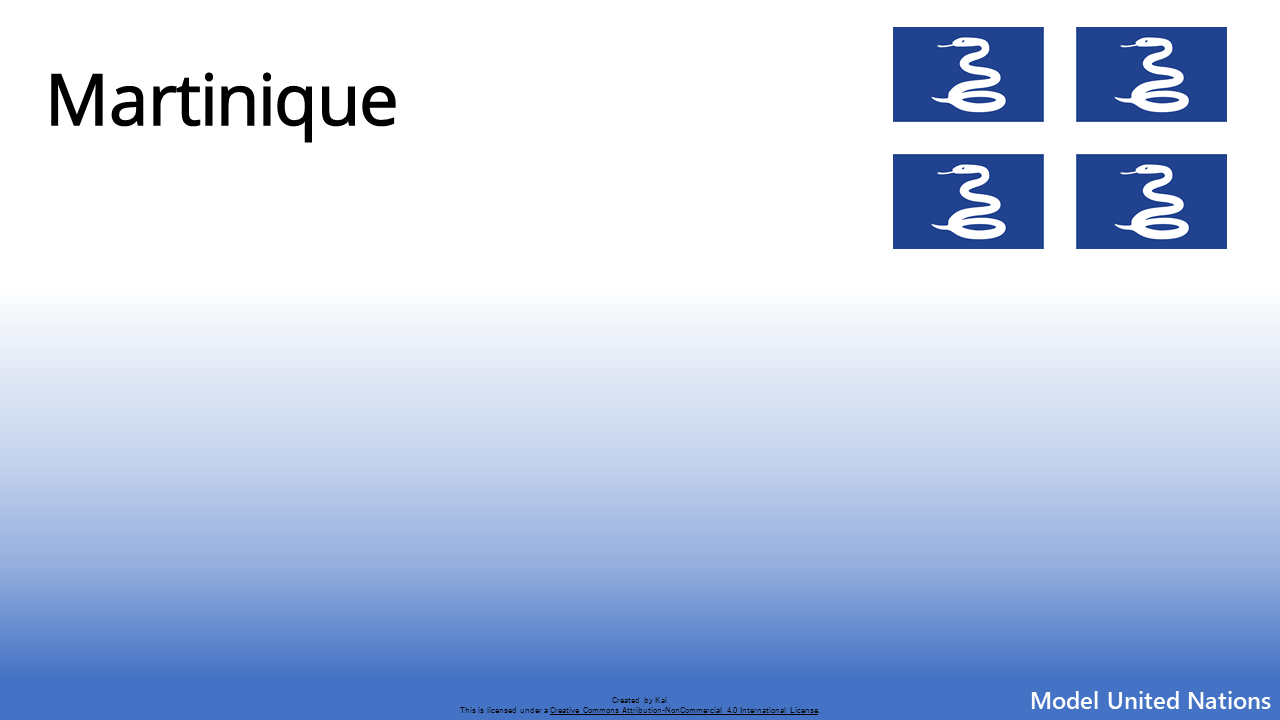 Martinique
Created by Kai
This is licensed under a Creative Commons Attribution-NonCommercial 4.0 International License.
Model United Nations